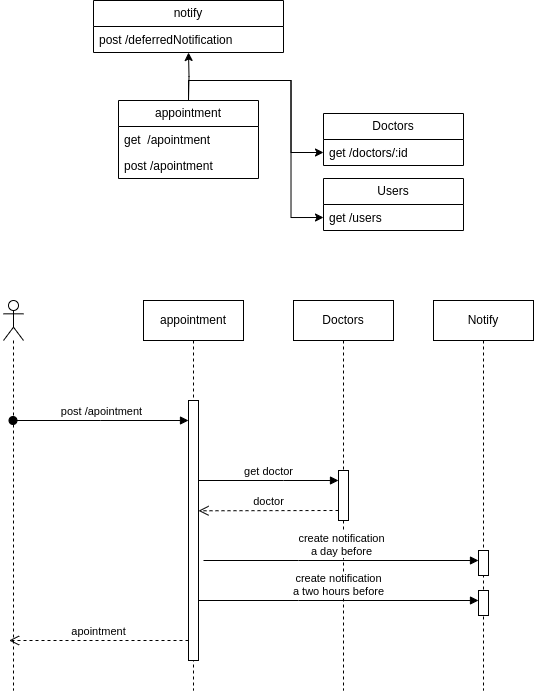 notify
post /deferredNotification
appointment
get  /apointment
post /apointment
Doctors
get /doctors/:id
Users
get /users
appointment
Doctors
Notify
post /apointment
get doctor
doctor
create notification
a day before
create notification
a two hours before
apointment